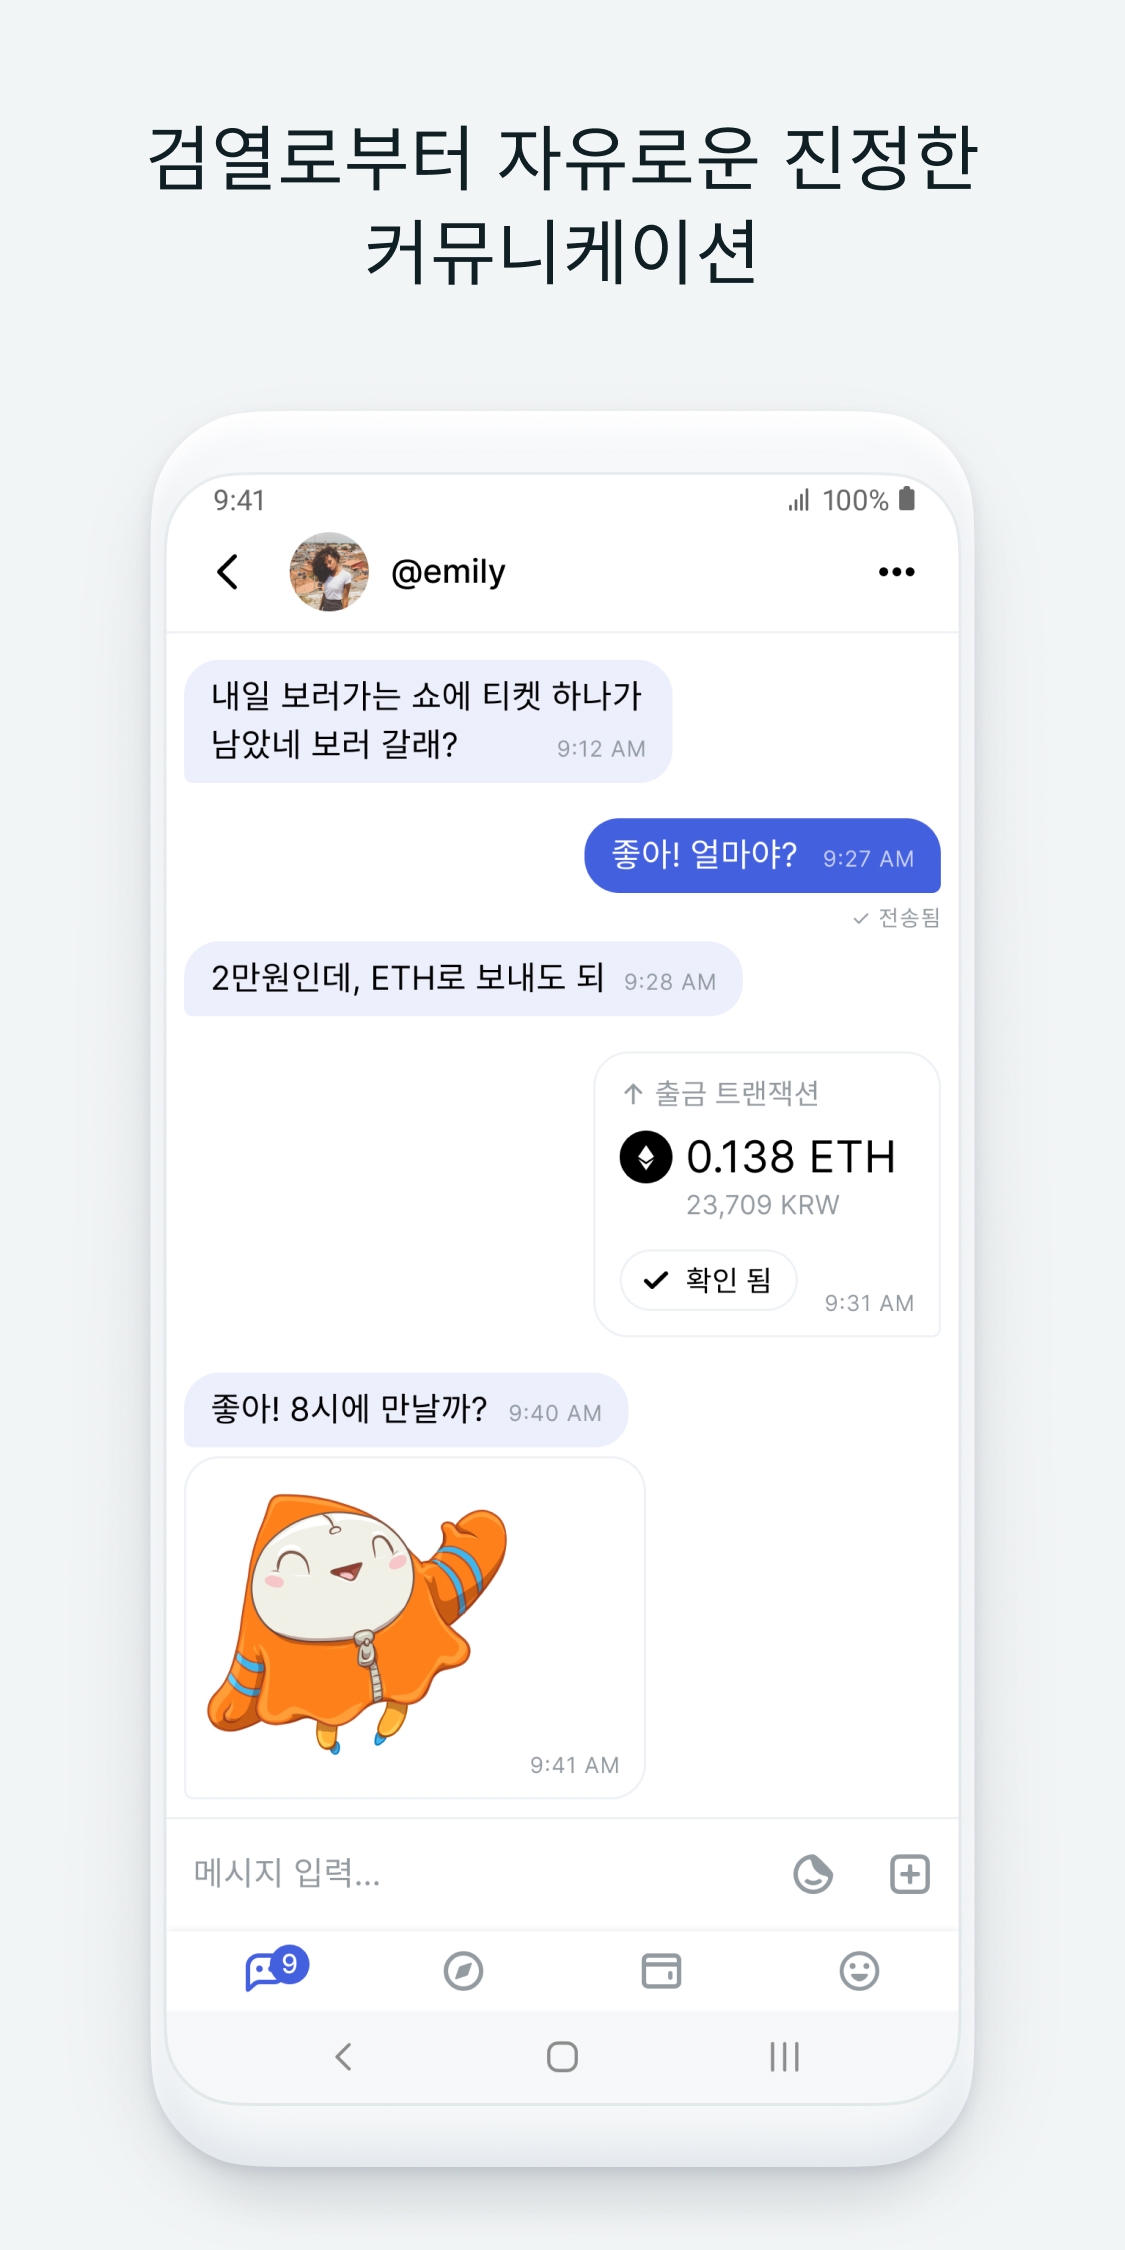 검열로부터 자유로운 진정한
커뮤니케이션
9:41
100%
@emily
내일 보러가는 쇼에 티켓 하나가
남았네 보러 갈래?
9:12 AM
좋아! 얼마야?
9:27 AM
전송됨
2만원인데, ETH로 보내도 되
9:28 AM
출금 트랜잭션
0.138 ETH
23,709 KRW
확인 됨
9:31 AM
좋아! 8시에 만날까?
9:40 AM
9:41 AM
메시지 입력...
9